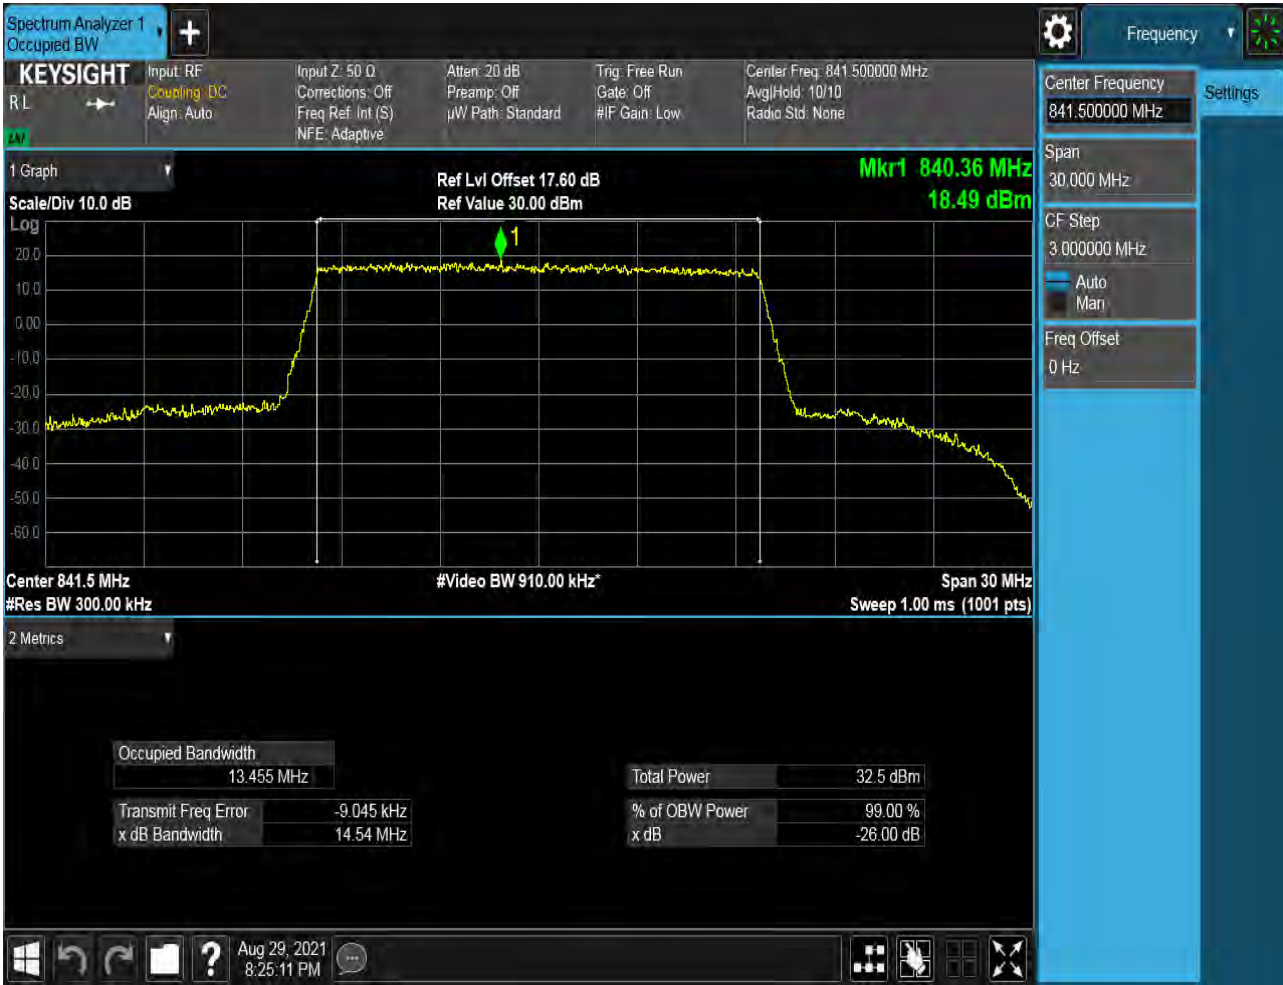 Spectrum Analyzer 1
Occupied BW
Frequency
KEYSIGHT
R L
Input: RF
Coupling: DC
Align: Auto
Input Z: 50 Ω
Corrections: Off
Freq Ref: Int (S)
NFE: Adaptive
Atten: 20 dB
Preamp: Off
µW Path: Standard
Trig: Free Run
Gate: Off
#IF Gain: Low
Center Freq: 841.500000 MHz
Avg|Hold: 10/10
Radio Std: None
Center Frequency
841.500000 MHz
Settings
Span
30.000 MHz
CF Step
3.000000 MHz
Auto
Man
Freq Offset
0 Hz
1 Graph
Scale/Div 10.0 dB
Ref Lvl Offset 17.60 dB
Ref Value 30.00 dBm
Mkr1 840.36 MHz
18.49 dBm
Log
1
20.0
10.0
0.00
-10.0
-20.0
-30.0
-40.0
-50.0
-60.0
Center 841.5 MHz
#Res BW 300.00 kHz
#Video BW 910.00 kHz*
Span 30 MHz
Sweep 1.00 ms (1001 pts)
2 Metrics
Occupied Bandwidth
13.455 MHz
Total Power 32.5 dBm
Transmit Freq Error -9.045 kHz
% of OBW Power 99.00 %
x dB Bandwidth 14.54 MHz
x dB -26.00 dB
?
Aug 29, 2021
8:25:11 PM